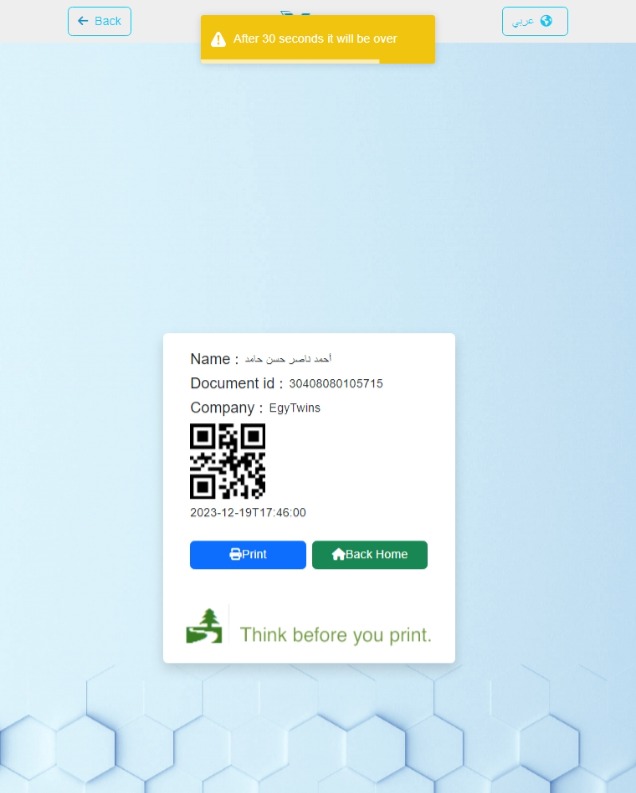 Back
After 30 seconds it will be over
عربي
Name : أحمد ناصر حسن حامد
Document id : 30408080105715
Company : EgyTwins
2023-12-19T17:46:00
Print
Back Home
Think before you print.